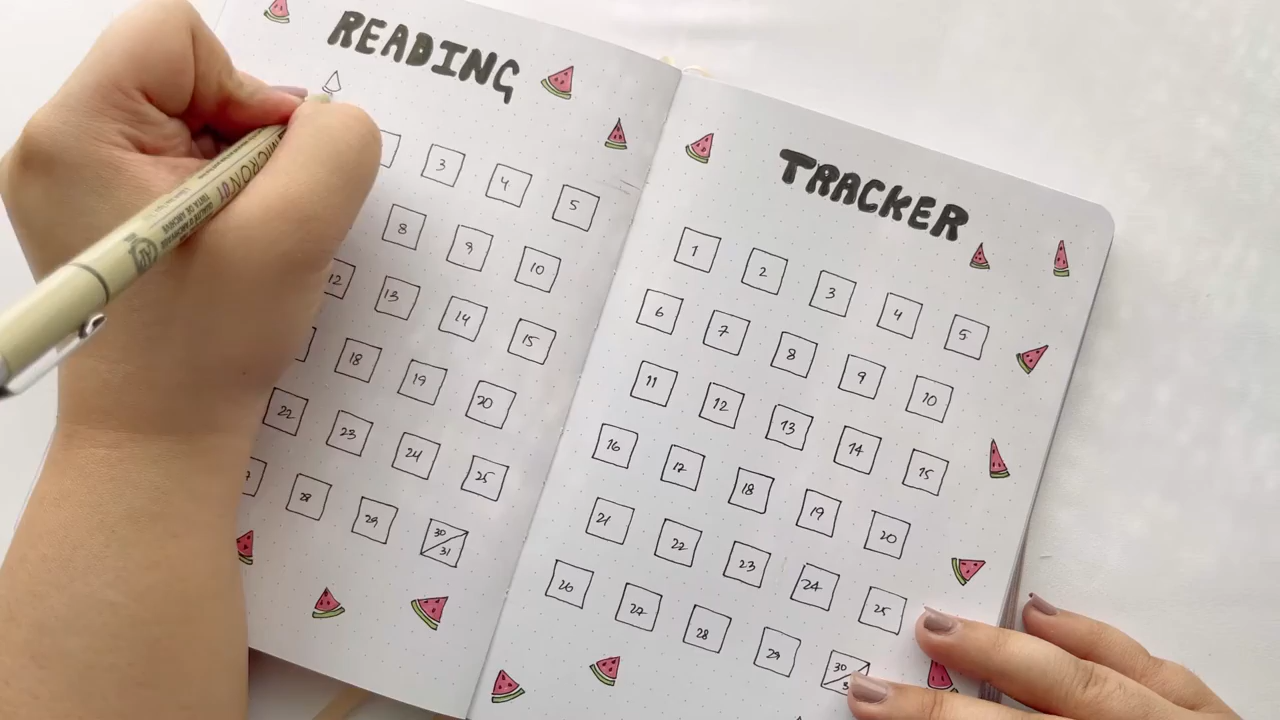 READING
3 4 5
8 9 10
12 13 14 15
18 19 20
22 23 24 25
28 29 30/31
TRACKER
1 2 3 4 5
6 7 8 9 10
11 12 13 14 15
16 17 18 19 20
21 22 23 24 25
26 27 28 29 30
MICRON